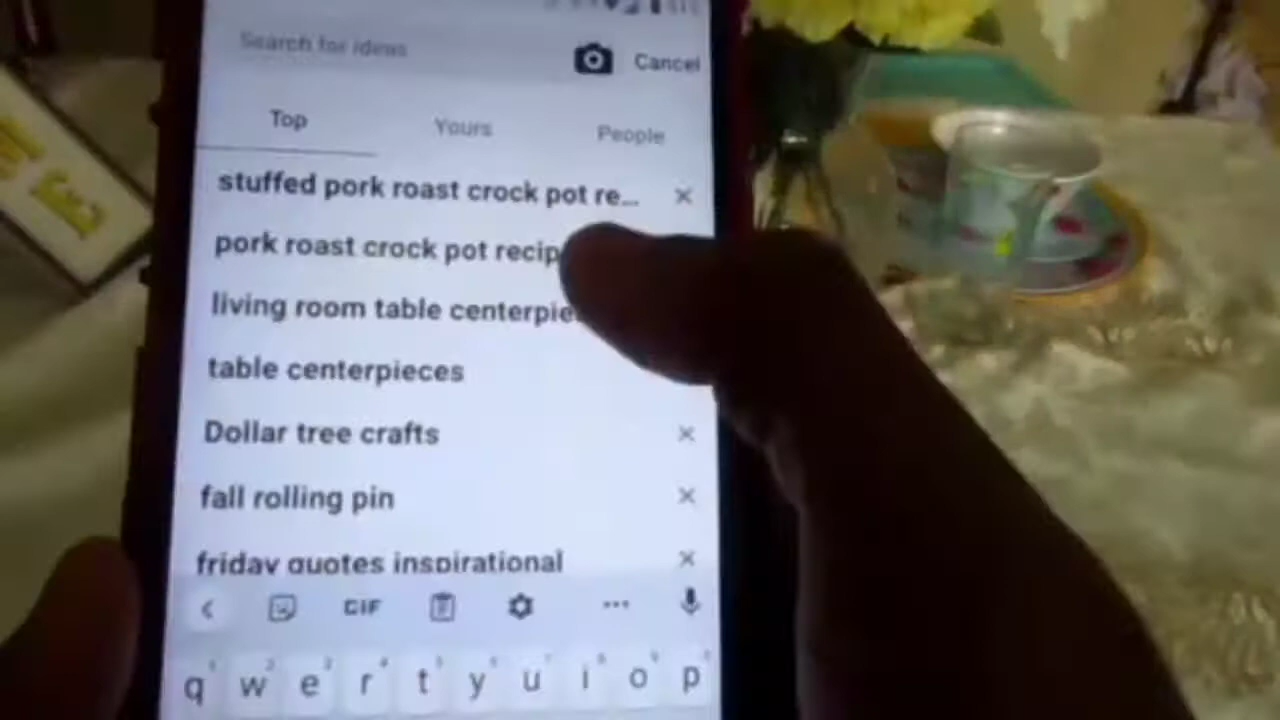 Search for ideas
Cancel
Top
Yours
People
stuffed pork roast crock pot re...
pork roast crock pot recip
living room table centerpie
table centerpieces
Dollar tree crafts
fall rolling pin
friday quotes inspirational
GIF
q w e r t y u i o p